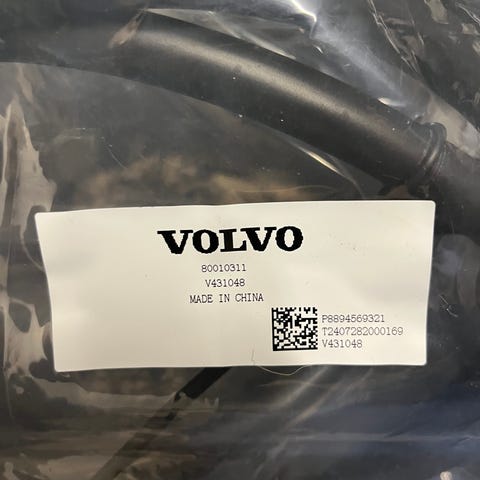 VOLVO
80010311
V431048
MADE IN CHINA
P8894569321
T2407282000169
V431048